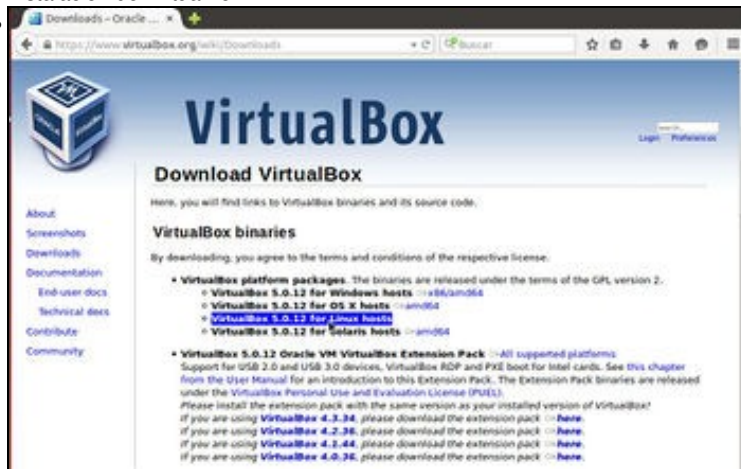 Downloads – Oracle ...
https://www.virtualbox.org/wiki/Downloads
Buscar
VirtualBox
search...
Login Preferences
Download VirtualBox
Here, you will find links to VirtualBox binaries and its source code.
About
Screenshots
Downloads
Documentation
End-user docs
Technical docs
Contribute
Community
VirtualBox binaries
By downloading, you agree to the terms and conditions of the respective license.
• VirtualBox platform packages. The binaries are released under the terms of the GPL version 2.
VirtualBox 5.0.12 for Windows hosts x86/amd64
VirtualBox 5.0.12 for OS X hosts amd64
VirtualBox 5.0.12 for Linux hosts
VirtualBox 5.0.12 for Solaris hosts amd64
• VirtualBox 5.0.12 Oracle VM VirtualBox Extension Pack All supported platforms
Support for USB 2.0 and USB 3.0 devices, VirtualBox RDP and PXE boot for Intel cards. See this chapter
from the User Manual for an introduction to this Extension Pack. The Extension Pack binaries are released
under the VirtualBox Personal Use and Evaluation License (PUEL).
Please install the extension pack with the same version as your installed version of VirtualBox!
If you are using VirtualBox 4.3.34, please download the extension pack here.
If you are using VirtualBox 4.2.36, please download the extension pack here.
If you are using VirtualBox 4.1.44, please download the extension pack here.
If you are using VirtualBox 4.0.36, please download the extension pack here.